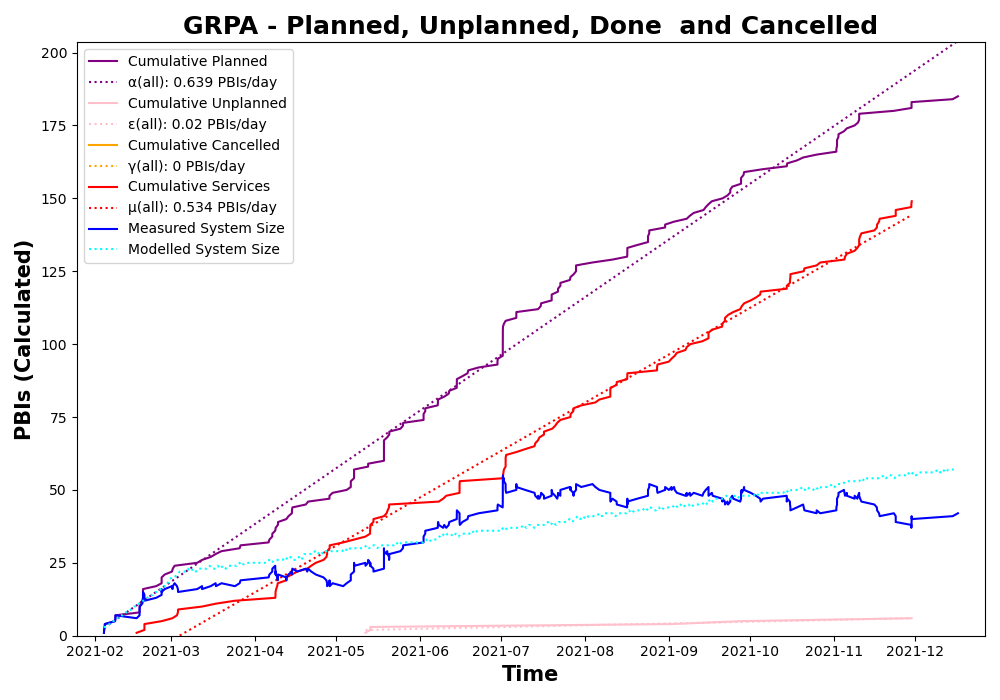 GRPA - Planned, Unplanned, Done  and Cancelled
PBIs (Calculated)
200
175
150
125
100
75
50
25
0
Cumulative Planned
α(all): 0.639 PBIs/day
Cumulative Unplanned
ε(all): 0.02 PBIs/day
Cumulative Cancelled
γ(all): 0 PBIs/day
Cumulative Services
μ(all): 0.534 PBIs/day
Measured System Size
Modelled System Size
2021-02 2021-03 2021-04 2021-05 2021-06 2021-07 2021-08 2021-09 2021-10 2021-11 2021-12
Time